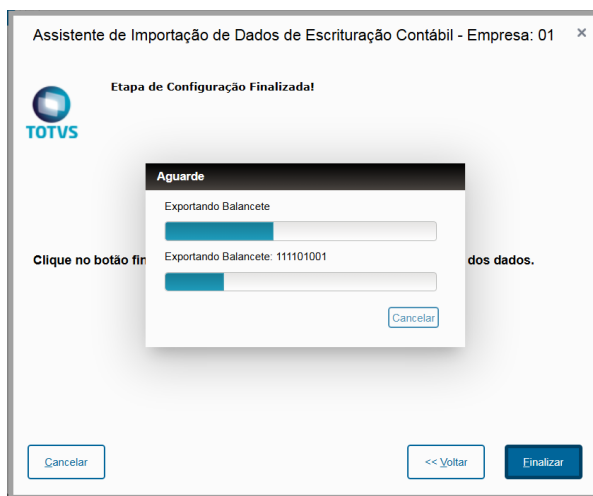 Assistente de Importação de Dados de Escrituração Contábil - Empresa: 01 ×
Etapa de Configuração Finalizada!
TOTVS
Aguarde
Exportando Balancete
Exportando Balancete: 111101001
Clique no botão fin dos dados.
Cancelar
Cancelar
<< Voltar
Finalizar